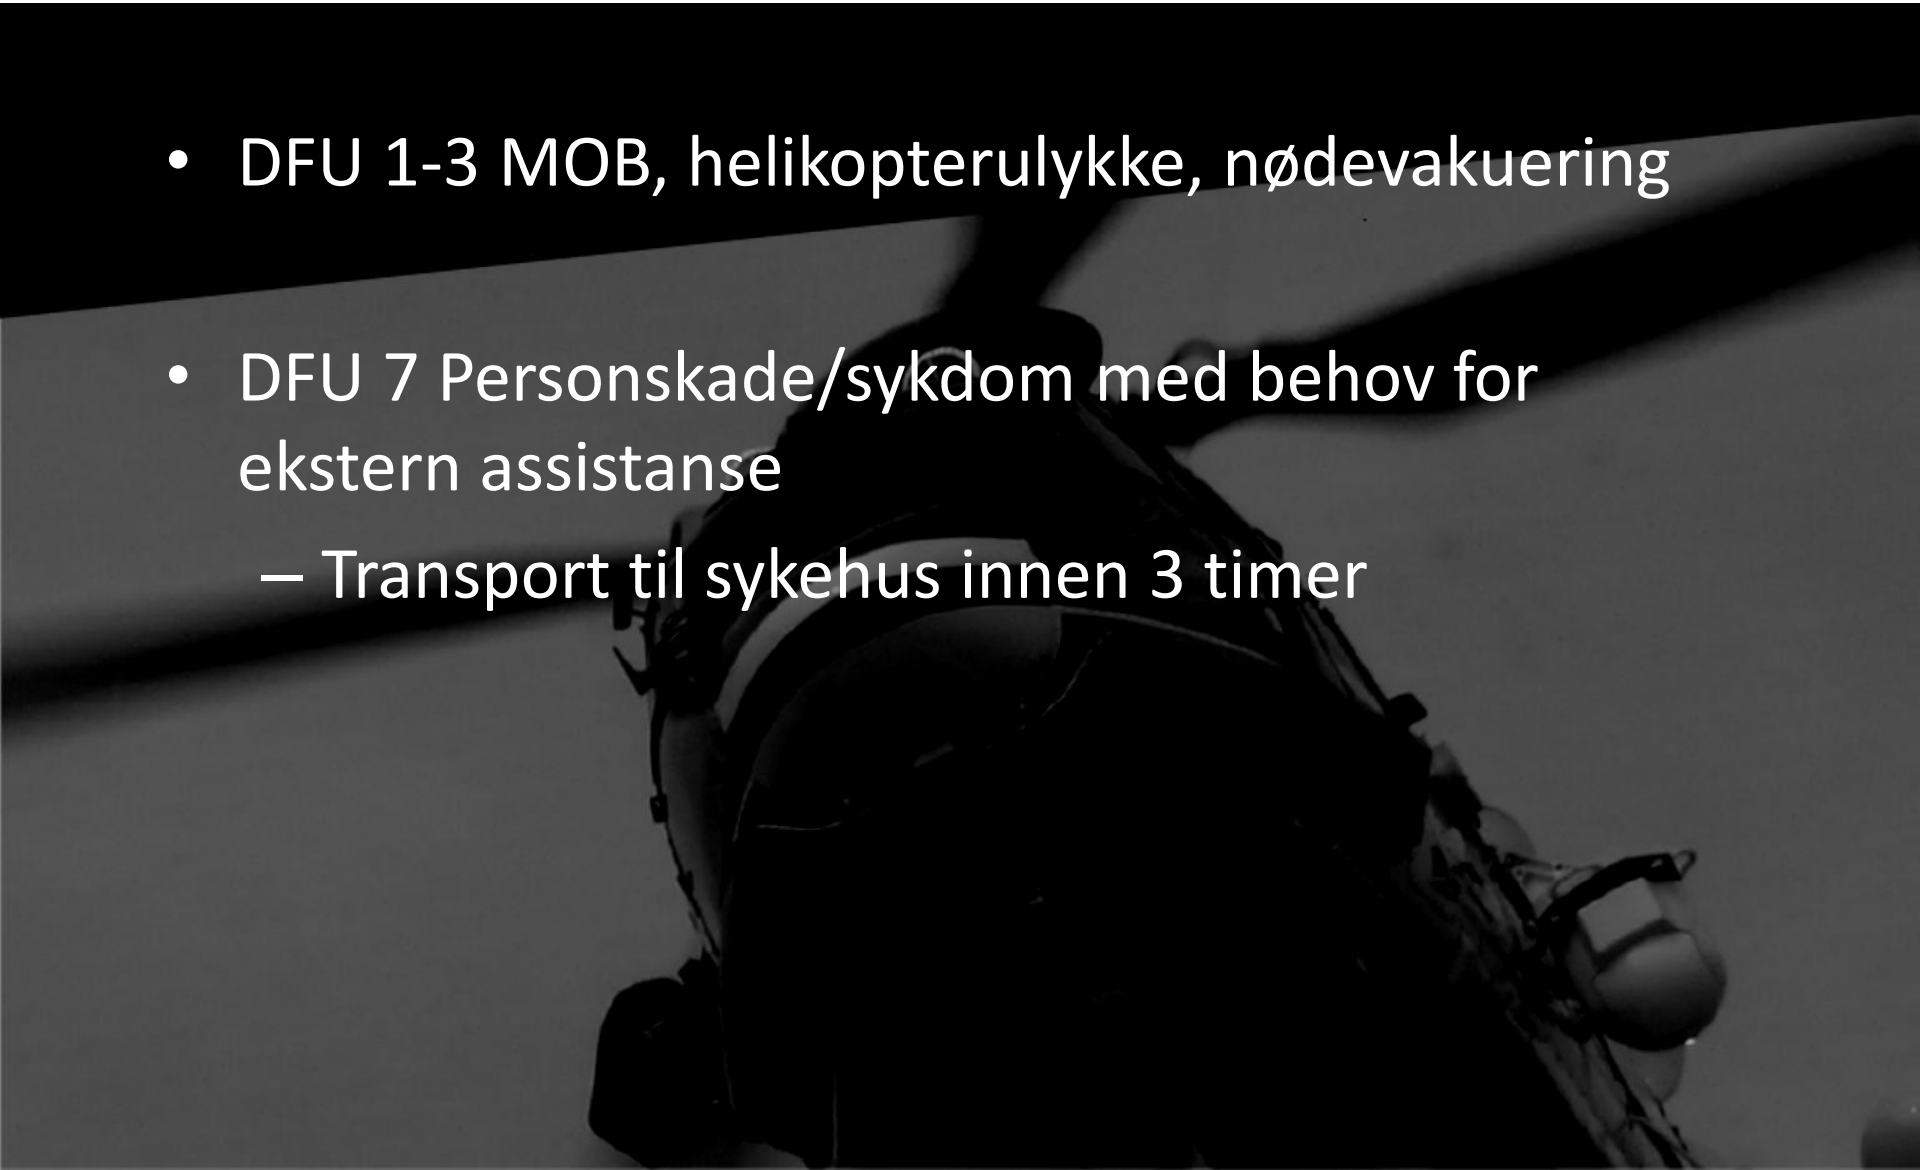 • DFU 1-3 MOB, helikopterulykke, nødevakuering
• DFU 7 Personskade/sykdom med behov for
ekstern assistanse
– Transport til sykehus innen 3 timer